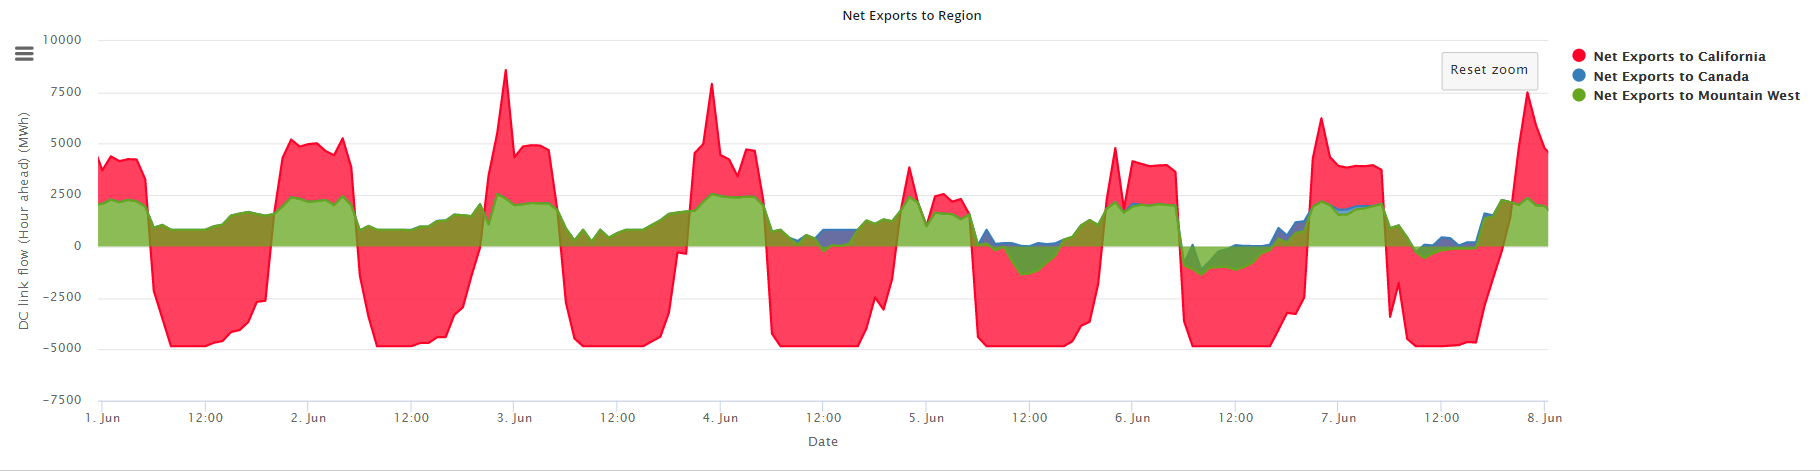 Net Exports to Region
10000
7500
5000
2500
0
−2500
−5000
−7500
DC link flow (Hour ahead) (MWh)
Reset zoom
Net Exports to California
Net Exports to Canada
Net Exports to Mountain West
1. Jun 12:00 2. Jun 12:00 3. Jun 12:00 4. Jun 12:00 5. Jun 12:00 6. Jun 12:00 7. Jun 12:00 8. Jun
Date